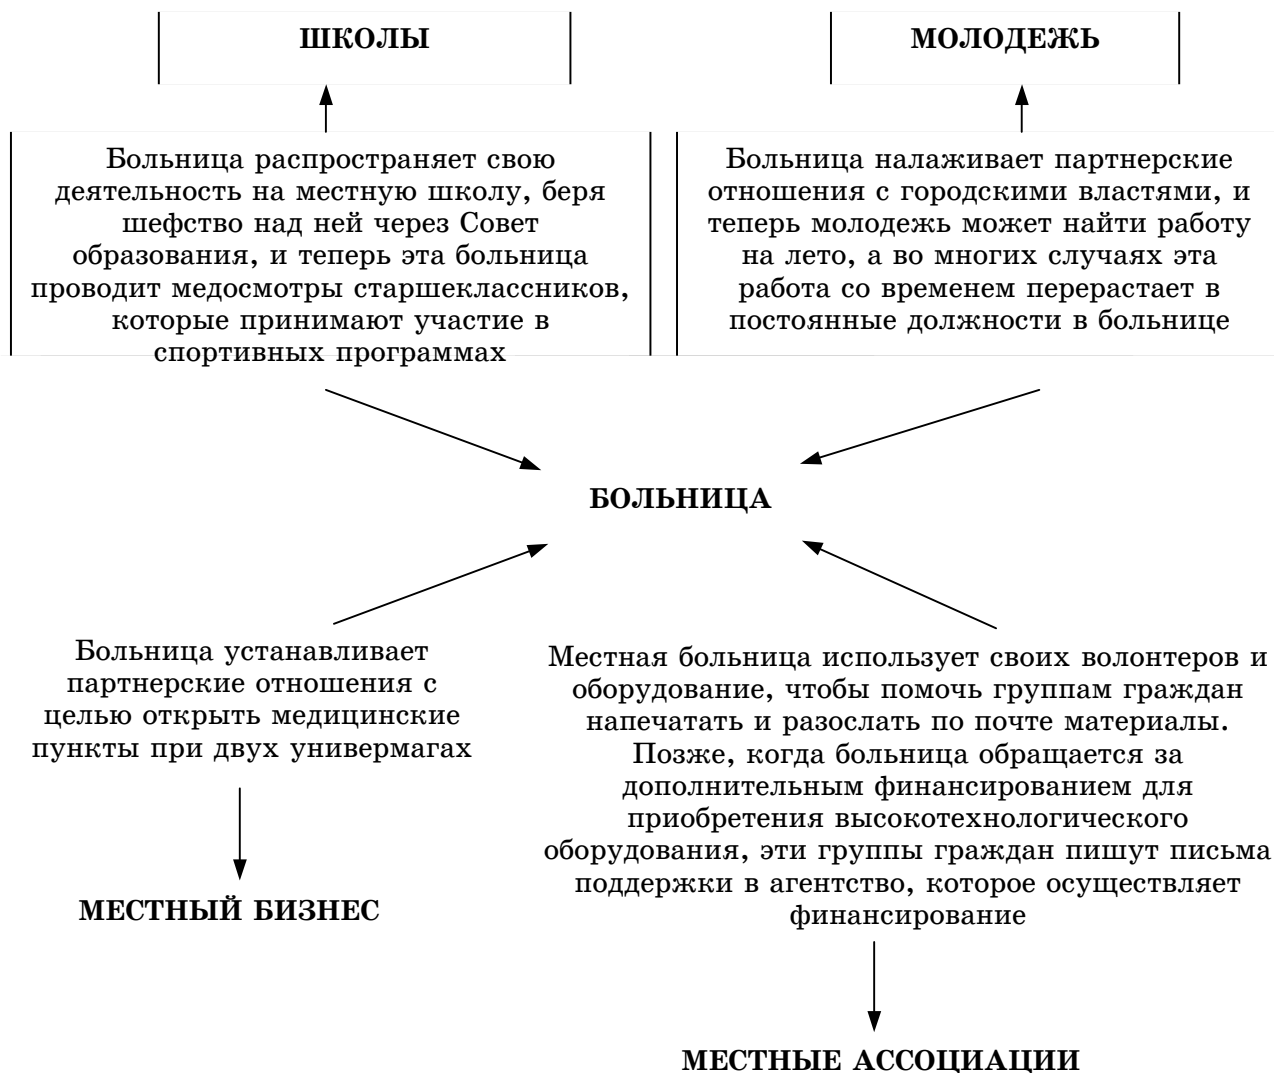 ШКОЛЫ
МОЛОДЕЖЬ
Больница распространяет свою
деятельность на местную школу, беря
шефство над ней через Совет
образования, и теперь эта больница
проводит медосмотры старшеклассников,
которые принимают участие в
спортивных программах
Больница налаживает партнерские
отношения с городскими властями, и
теперь молодежь может найти работу
на лето, а во многих случаях эта
работа со временем перерастает в
постоянные должности в больнице
БОЛЬНИЦА
Больница устанавливает
партнерские отношения с
целью открыть медицинские
пункты при двух универмагах
Местная больница использует своих волонтеров и
оборудование, чтобы помочь группам граждан
напечатать и разослать по почте материалы.
Позже, когда больница обращается за
дополнительным финансированием для
приобретения высокотехнологического
оборудования, эти группы граждан пишут письма
поддержки в агентство, которое осуществляет
финансирование
МЕСТНЫЙ БИЗНЕС
МЕСТНЫЕ АССОЦИАЦИИ